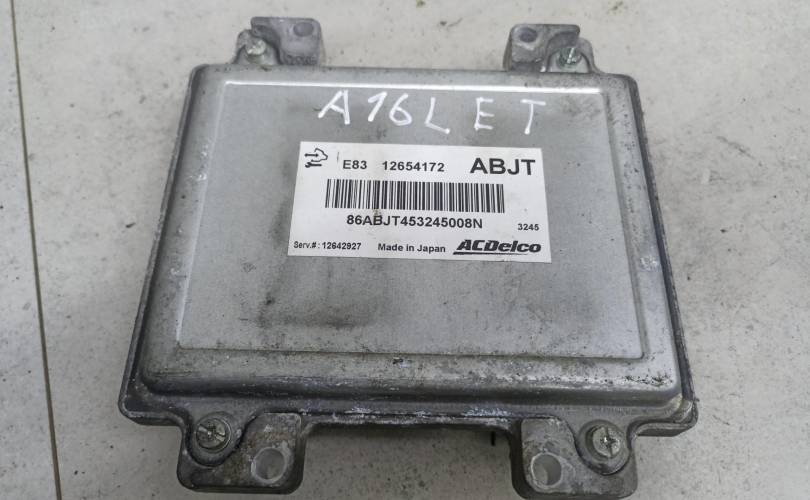 A16LET
E83 12654172 ABJT
86ABJT453245008N 3245
Serv.#: 12642927 Made in Japan ACDelco